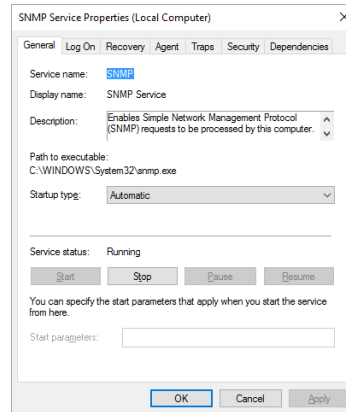 SNMP Service Properties (Local Computer)
General Log On Recovery Agent Traps Security Dependencies
Service name: SNMP
Display name: SNMP Service
Description: Enables Simple Network Management Protocol
(SNMP) requests to be processed by this computer.
Path to executable:
C:\WINDOWS\System32\snmp.exe
Startup type: Automatic
Service status: Running
Start Stop Pause Resume
You can specify the start parameters that apply when you start the service
from here.
Start parameters:
OK Cancel Apply